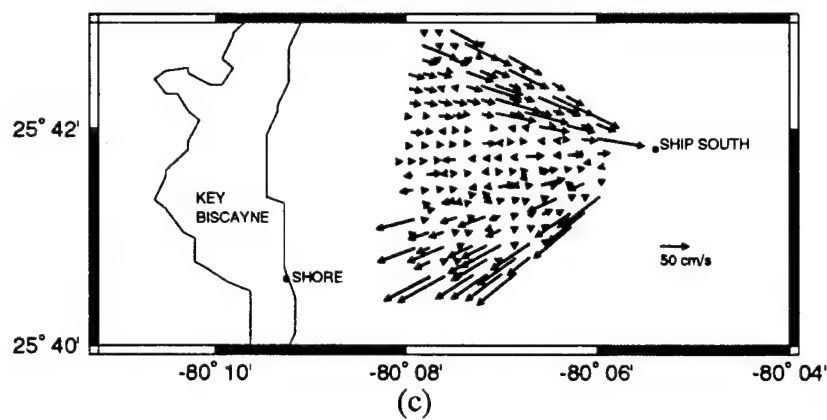 25° 42'
SHIP SOUTH
KEY
BISCAYNE
50 cm/s
SHORE
25° 40'
-80° 10' -80° 08' -80° 06' -80° 04'
(c)